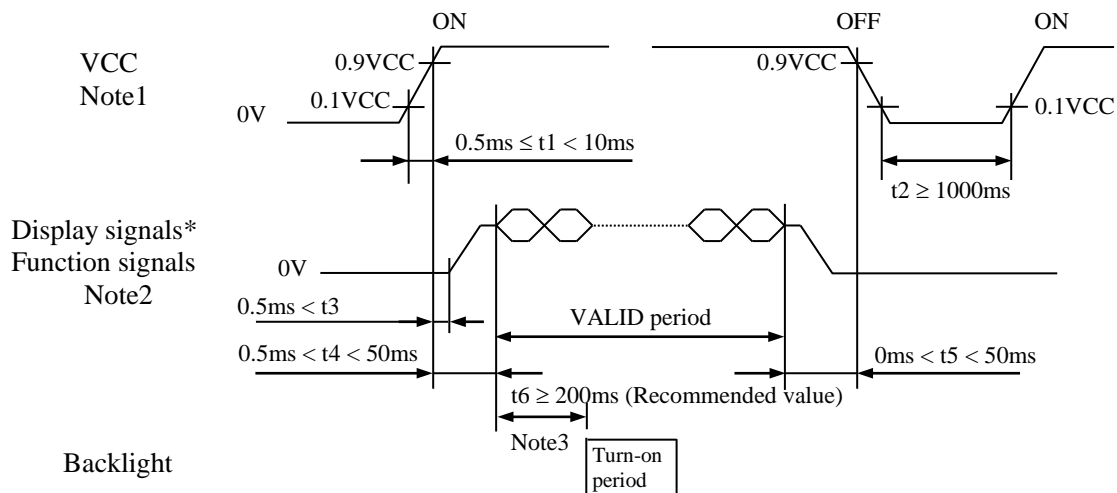 ON
OFF
ON
VCC
Note1
0.9VCC
0.9VCC
0.1VCC
0.1VCC
0V
0.5ms ≤ t1 < 10ms
t2 ≥ 1000ms
Display signals*
Function signals
Note2
0V
0.5ms < t3
VALID period
0.5ms < t4 < 50ms
0ms < t5 < 50ms
t6 ≥ 200ms (Recommended value)
Note3
Backlight
Turn-on
period